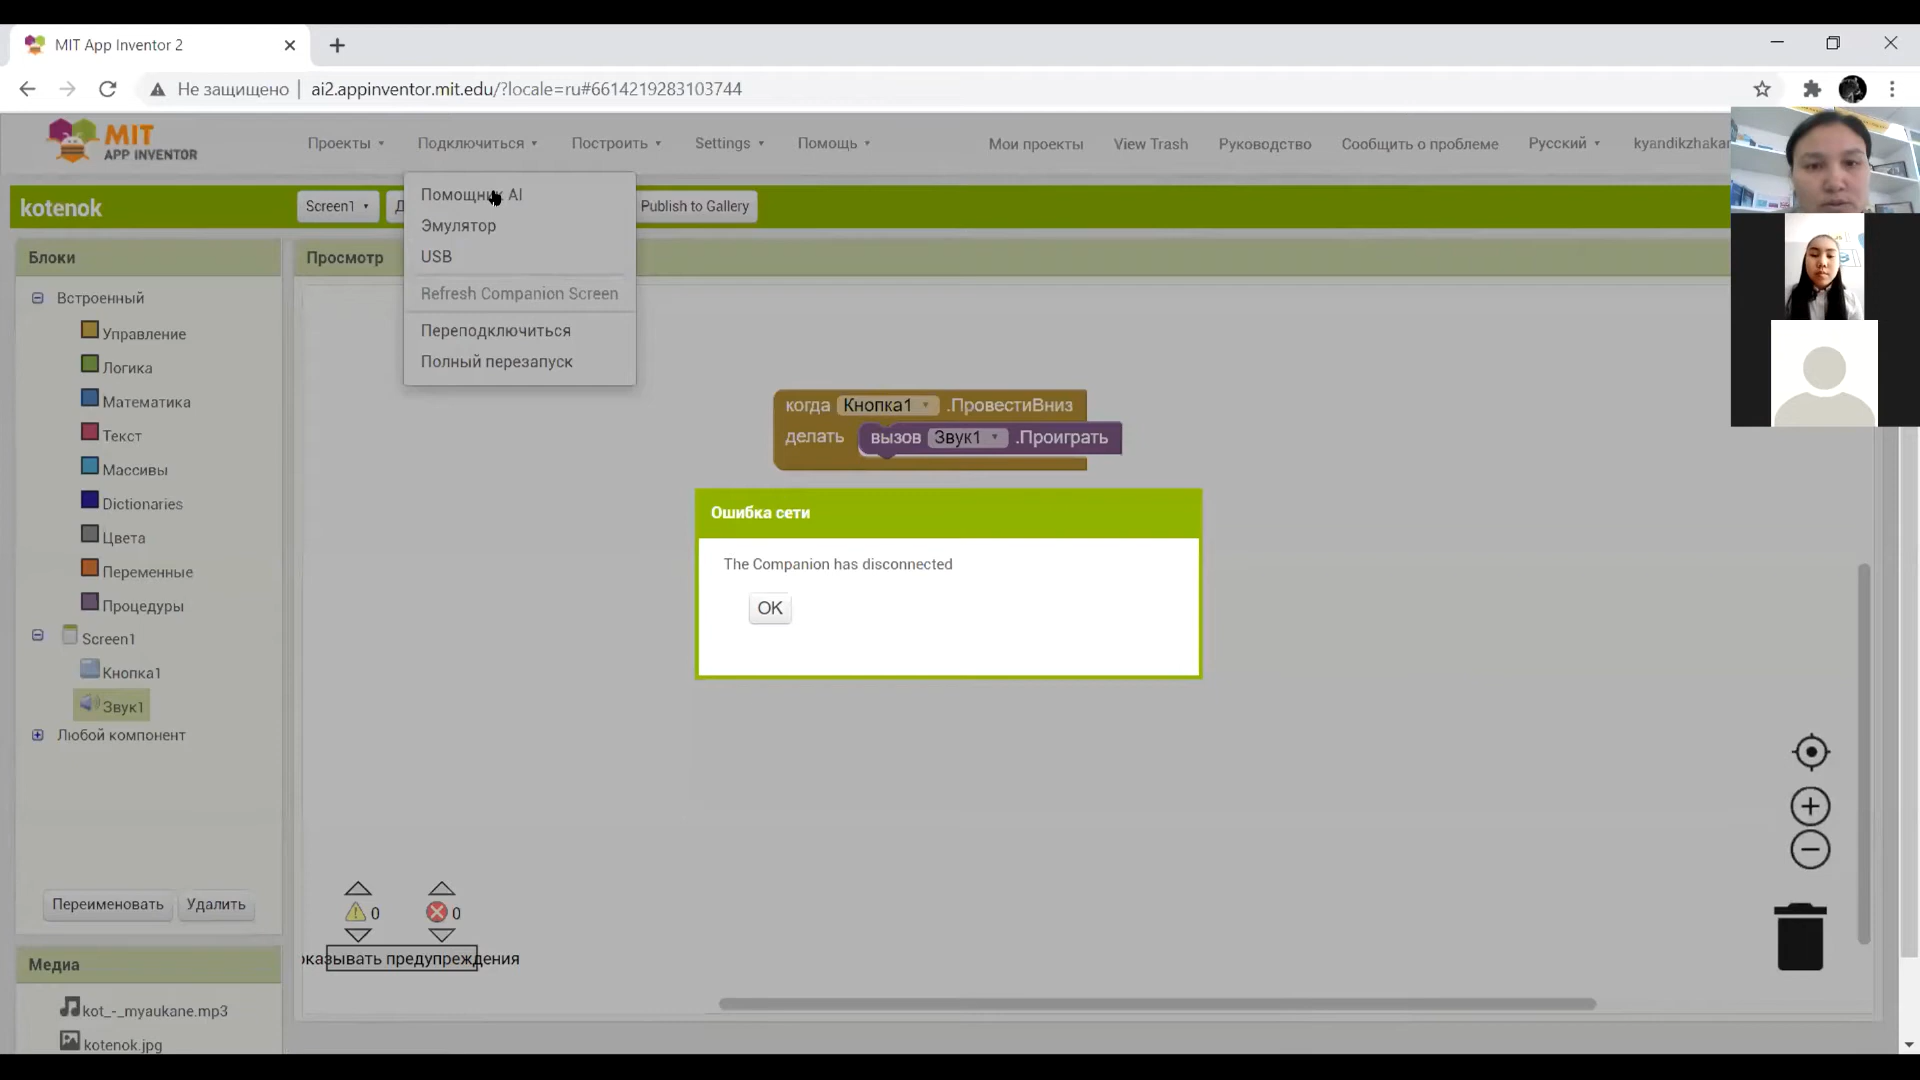 MIT App Inventor 2
Не защищено
ai2.appinventor.mit.edu/?locale=ru#6614219283103744
MIT
APP INVENTOR
Проекты
Подключиться
Построить
Settings
Помощь
Мои проекты
View Trash
Руководство
Сообщить о проблеме
Русский
kyandikzhakar
kotenok
Screen1
Publish to Gallery
Помощник AI
Эмулятор
USB
Refresh Companion Screen
Переподключиться
Полный перезапуск
Блоки
Просмотр
Встроенный
Управление
Логика
Математика
Текст
Массивы
Dictionaries
Цвета
Переменные
Процедуры
Screen1
Кнопка1
Звук1
Любой компонент
Переименовать
Удалить
Медиа
kot_-_myaukane.mp3
kotenok.jpg
когда Кнопка1 .ПровестиВниз
делать вызов Звук1 .Проиграть
Ошибка сети
The Companion has disconnected
OK
0
0
оказывать предупреждения